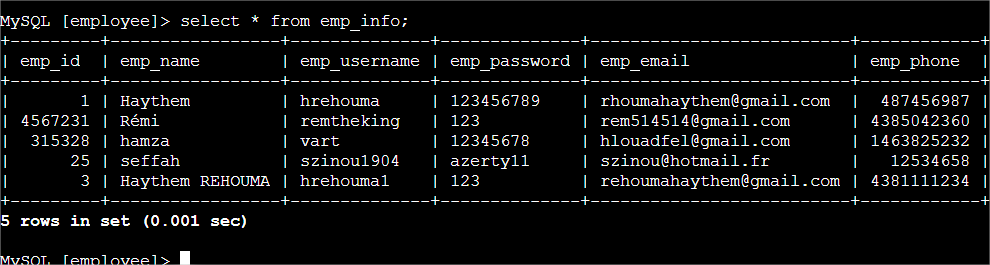 MySQL [employee]> select * from emp_info;
+---------+-----------------+--------------+--------------+-------------------------+------------+
| emp_id  | emp_name        | emp_username | emp_password | emp_email               | emp_phone  |
+---------+-----------------+--------------+--------------+-------------------------+------------+
|       1 | Haythem         | hrehouma     | 123456789    | rhoumahaythem@gmail.com |  487456987 |
| 4567231 | Rémi            | remtheking   | 123          | rem514514@gmail.com     | 4385042360 |
|  315328 | hamza           | vart         | 12345678     | hlouadfel@gmail.com     | 1463825232 |
|      25 | seffah          | szinou1904   | azerty11     | szinou@hotmail.fr       |   12534658 |
|       3 | Haythem REHOUMA | hrehouma1    | 123          | rehoumahaythem@gmail.com | 4381111234 |
+---------+-----------------+--------------+--------------+-------------------------+------------+
5 rows in set (0.001 sec)
MySQL [employee]>